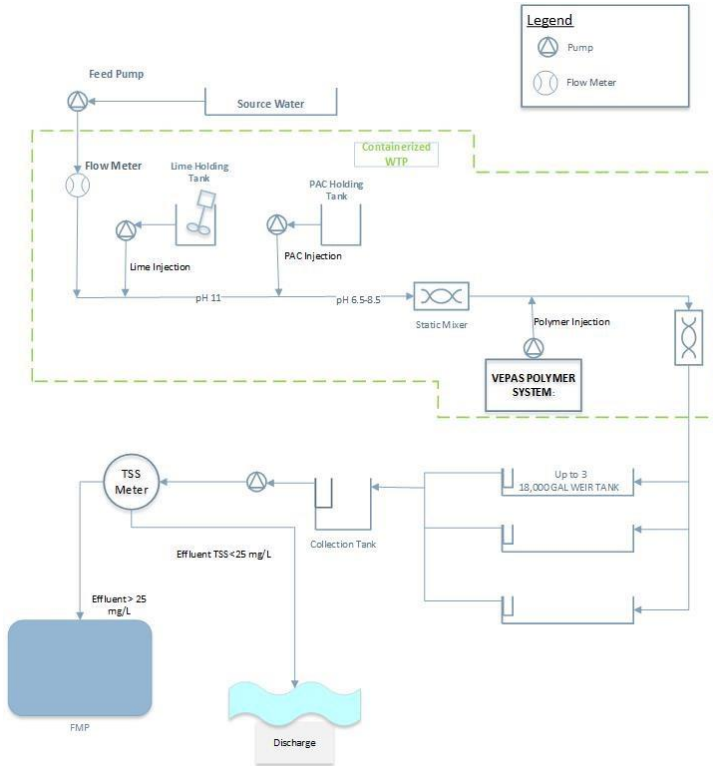 Legend
Pump
Flow Meter
Feed Pump
Source Water
Containerized
WTP
Flow Meter
Lime Holding
Tank
PAC Holding
Tank
Lime Injection
PAC Injection
pH 11
pH 6.5-8.5
Static Mixer
Polymer Injection
VEPAS POLYMER
SYSTEM:
TSS
Meter
Up to 3
18,000GAL WEIR TANK
Collection Tank
Effluent TSS<25 mg/L
Effluent> 25
mg/L
FMP
Discharge